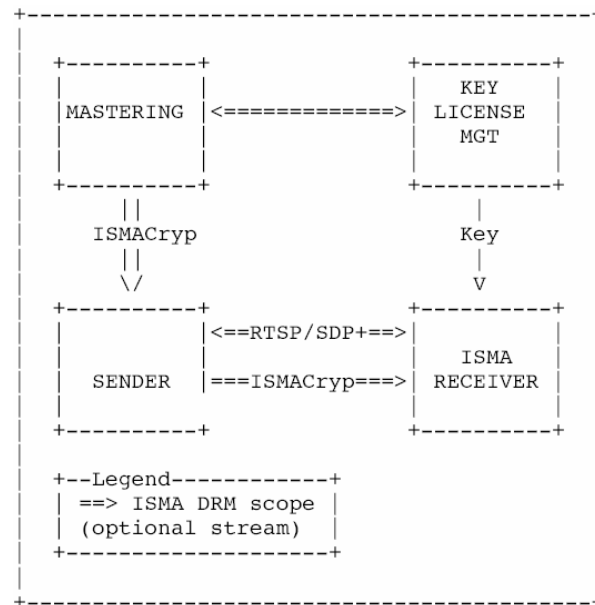 KEY
MASTERING <=============> LICENSE
MGT
||                    |
ISMACryp              Key
||                    |
\/                    V
<==RTSP/SDP+==>
ISMA
SENDER ===ISMACryp===> RECEIVER
Legend
==> ISMA DRM scope
(optional stream)